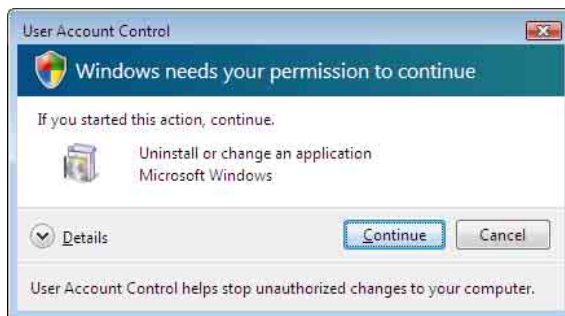 User Account Control
Windows needs your permission to continue
If you started this action, continue.
Uninstall or change an application
Microsoft Windows
Details
Continue
Cancel
User Account Control helps stop unauthorized changes to your computer.